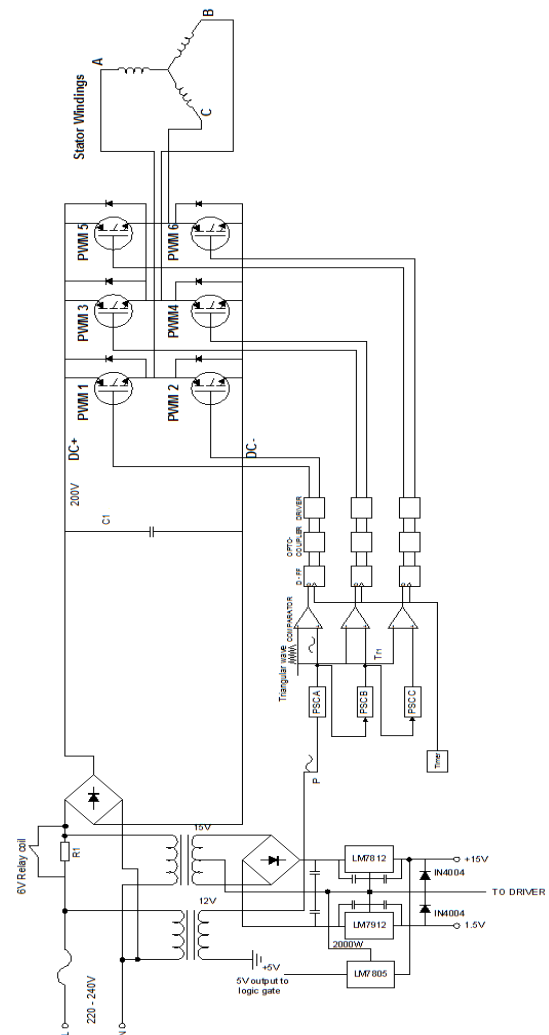 B
A
C
Stator Windings
PWM 5
PWM 6
PWM 3
PWM4
PWM 1
PWM 2
DC+
DC-
200V
C1
DRIVER
OPTO-
COUPLER
D-FF
COMPARATOR
Triangular wave
Tr1
PSCA
PSCB
PSCC
Timer
P
6V Relay coil
R1
15V
12V
LM7812
+15V
IN4004
TO DRIVER
IN4004
LM7912
1.5V
2000W
+5V
LM7805
5V output to
logic gate
220 - 240V
L
N